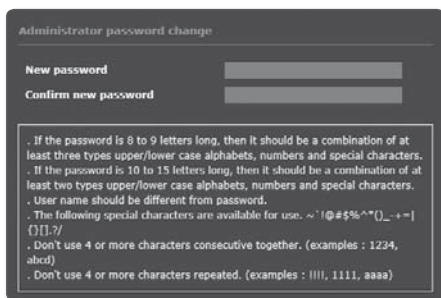 Administrator password change
New password
Confirm new password
. If the password is 8 to 9 letters long, then it should be a combination of at
least three types upper/lower case alphabets, numbers and special characters.
. If the password is 10 to 15 letters long, then it should be a combination of at
least two types upper/lower case alphabets, numbers and special characters.
. User name should be different from password.
. The following special characters are available for use. ~`!@#$%^*()_-+=|
{}[].?/
. Don't use 4 or more characters consecutive together. (examples : 1234,
abcd)
. Don't use 4 or more characters repeated. (examples : !!!!, 1111, aaaa)